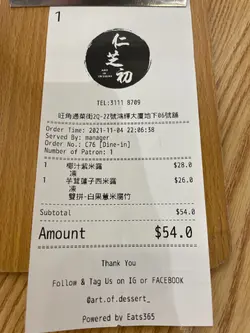 1
仁芝初
ART
OF
DESSERT
TEL:3111 8709
旺角通菜街2Q-2Z號鴻輝大廈地下B6號舖
Order Time: 2021-11-04 22:06:38
Served By: manager
Order No.: C76 [Dine-in]
Number of Patron: 1
1 椰汁紫米露 $28.0
凍
1 芋茸蓮子西米露 $26.0
凍
雙拼-白果薏米腐竹
Subtotal $54.0
Amount $54.0
Thank You
Follow & Tag Us on IG or FACEBOOK
@art.of.dessert_
Powered by Eats365